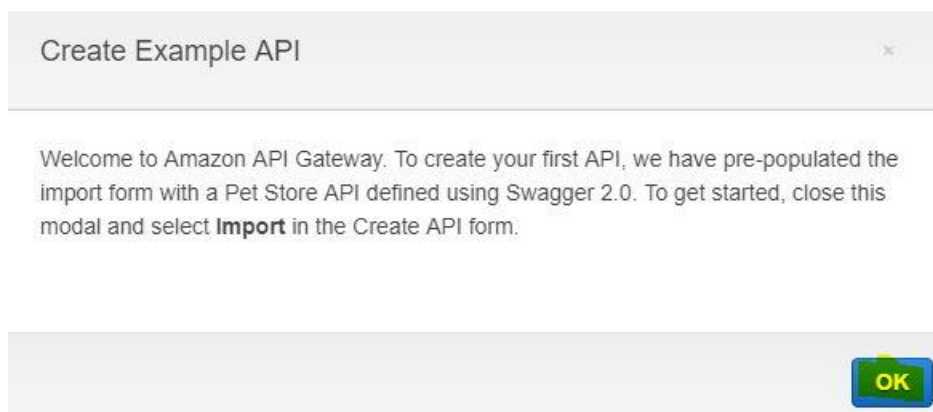 Create Example API
×
Welcome to Amazon API Gateway. To create your first API, we have pre-populated the
import form with a Pet Store API defined using Swagger 2.0. To get started, close this
modal and select Import in the Create API form.
OK